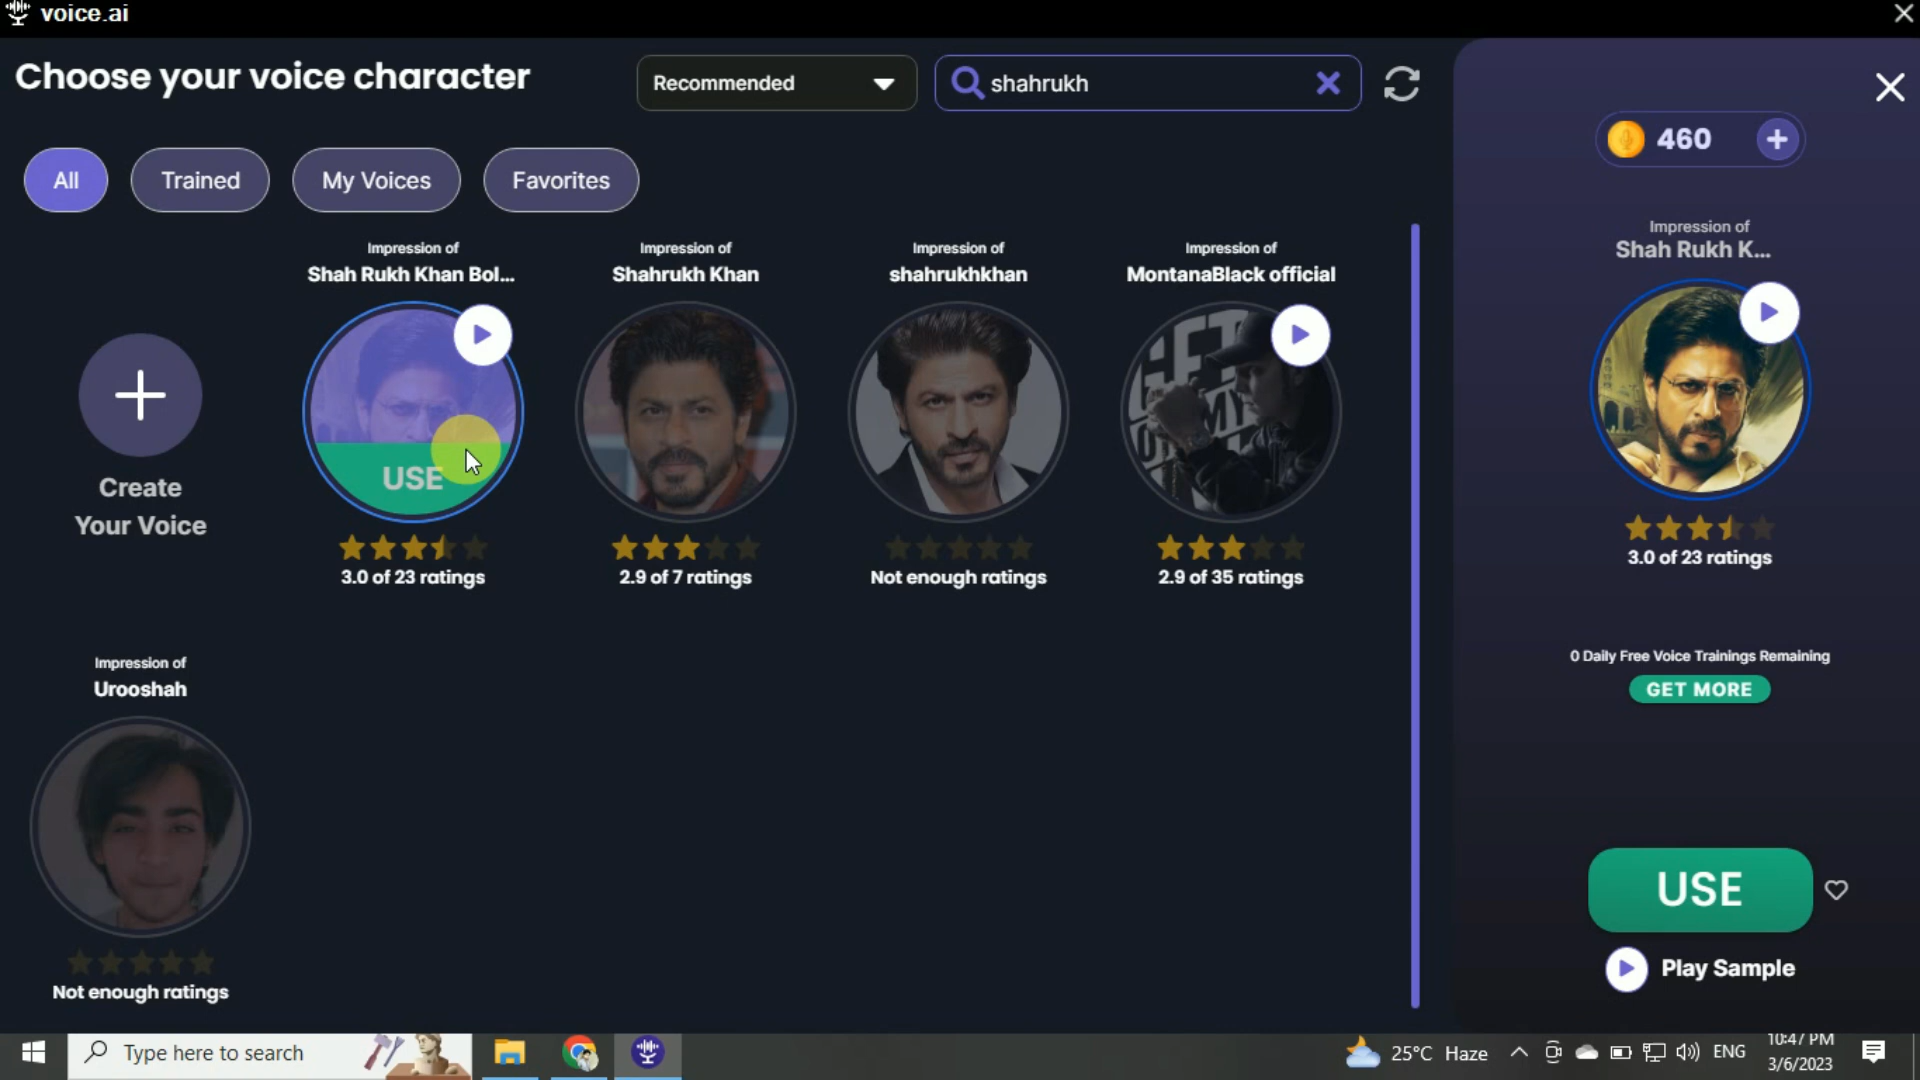 voice.ai
Choose your voice character
Recommended
shahrukh
460
All
Trained
My Voices
Favorites
Impression of
Shah Rukh K...
3.0 of 23 ratings
0 Daily Free Voice Trainings Remaining
GET MORE
USE
Play Sample
Create
Your Voice
Impression of
Shah Rukh Khan Bol...
USE
3.0 of 23 ratings
Impression of
Shahrukh Khan
2.9 of 7 ratings
Impression of
shahrukhkhan
Not enough ratings
Impression of
MontanaBlack official
GET
2.9 of 35 ratings
Impression of
Urooshah
Not enough ratings
Type here to search
25°C Haze
ENG
10:47 PM
3/6/2023